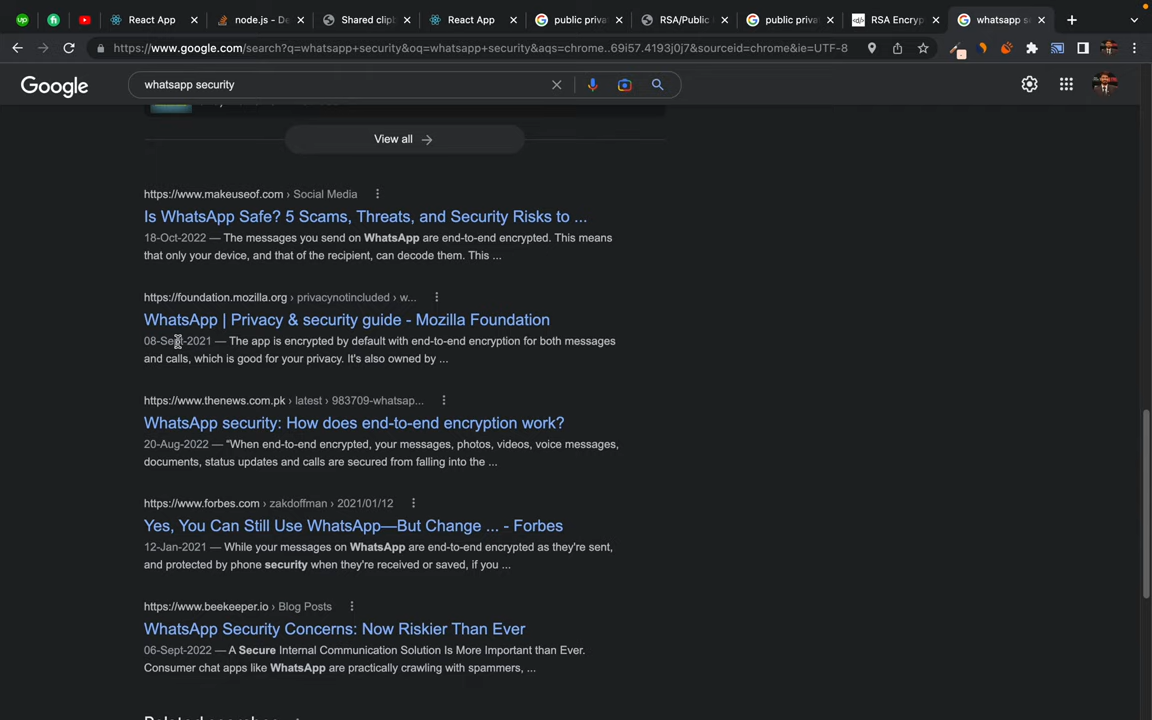 React App
node.js - De
Shared clip
React App
public priva
RSA/Public
public priva
RSA Encryp
whatsapp se
https://www.google.com/search?q=whatsapp+security&oq=whatsapp+security&aqs=chrome..69i57.4193j0j7&sourceid=chrome&ie=UTF-8
Google
whatsapp security
View all
https://www.makeuseof.com › Social Media
Is WhatsApp Safe? 5 Scams, Threats, and Security Risks to ...
18-Oct-2022 — The messages you send on WhatsApp are end-to-end encrypted. This means
that only your device, and that of the recipient, can decode them. This ...
https://foundation.mozilla.org › privacynotincluded › w...
WhatsApp | Privacy & security guide - Mozilla Foundation
08-Sept-2021 — The app is encrypted by default with end-to-end encryption for both messages
and calls, which is good for your privacy. It's also owned by ...
https://www.thenews.com.pk › latest › 983709-whatsap...
WhatsApp security: How does end-to-end encryption work?
20-Aug-2022 — "When end-to-end encrypted, your messages, photos, videos, voice messages,
documents, status updates and calls are secured from falling into the ...
https://www.forbes.com › zakdoffman › 2021/01/12
Yes, You Can Still Use WhatsApp—But Change ... - Forbes
12-Jan-2021 — While your messages on WhatsApp are end-to-end encrypted as they're sent,
and protected by phone security when they're received or saved, if you ...
https://www.beekeeper.io › Blog Posts
WhatsApp Security Concerns: Now Riskier Than Ever
06-Sept-2022 — A Secure Internal Communication Solution Is More Important than Ever.
Consumer chat apps like WhatsApp are practically crawling with spammers, ...
Related searches